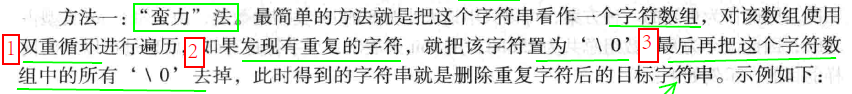 方法一：“蛮力”法。最简单的方法就是把这个字符串看作一个字符数组，对该数组使用
1双重循环进行遍历，2如果发现有重复的字符，就把该字符置为‘\0’，3最后再把这个字符数
组中的所有‘\0’去掉，此时得到的字符串就是删除重复字符后的目标字符串。示例如下：